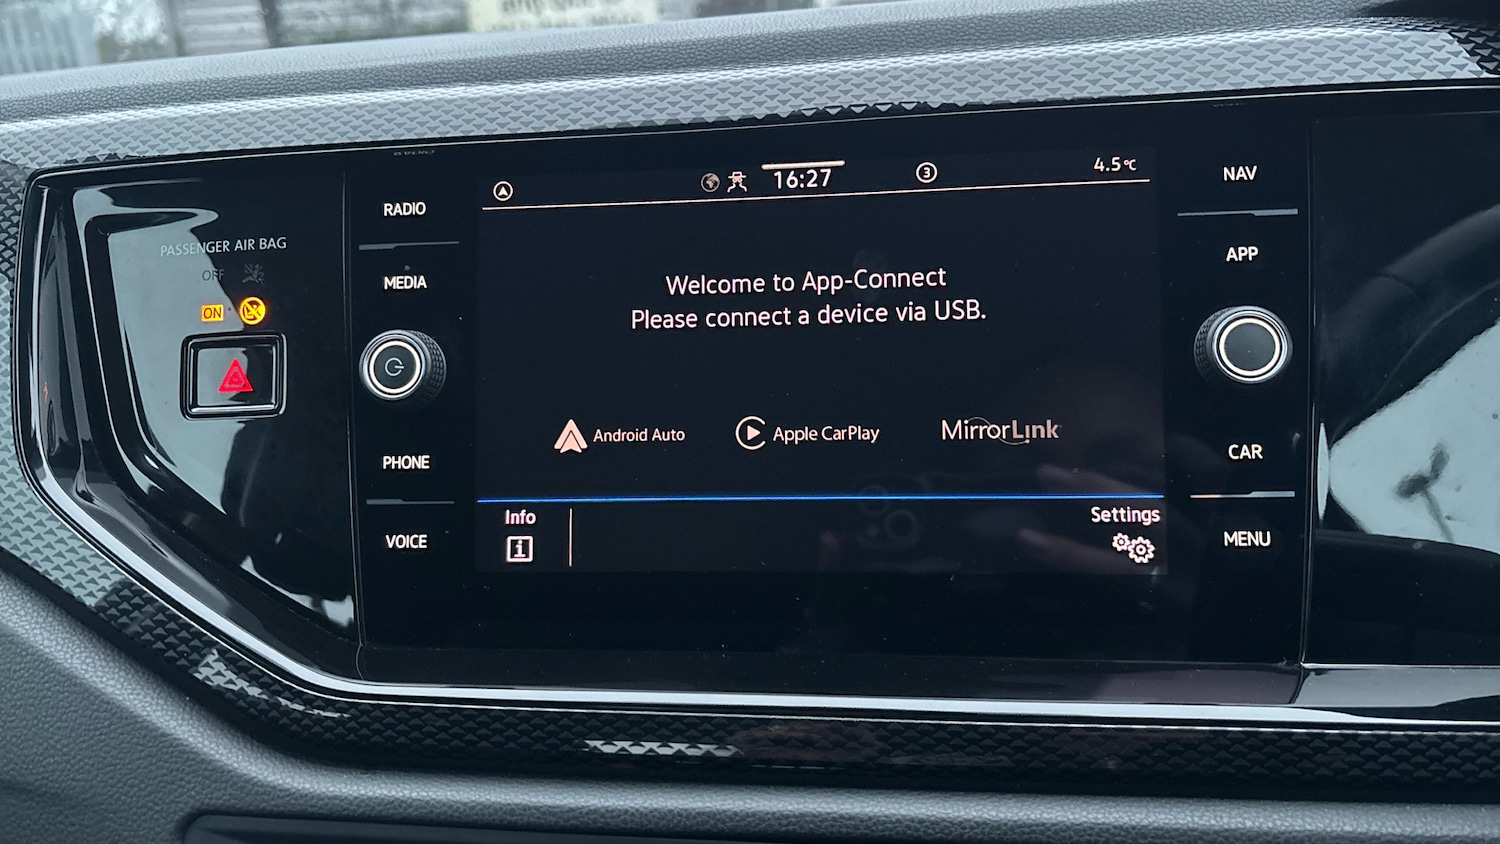 16:27
3
4.5°C
NAV
RADIO
PASSENGER AIR BAG
OFF
ON
MEDIA
APP
Welcome to App-Connect
Please connect a device via USB.
Android Auto
Apple CarPlay
MirrorLink
PHONE
CAR
VOICE
Info
Settings
MENU